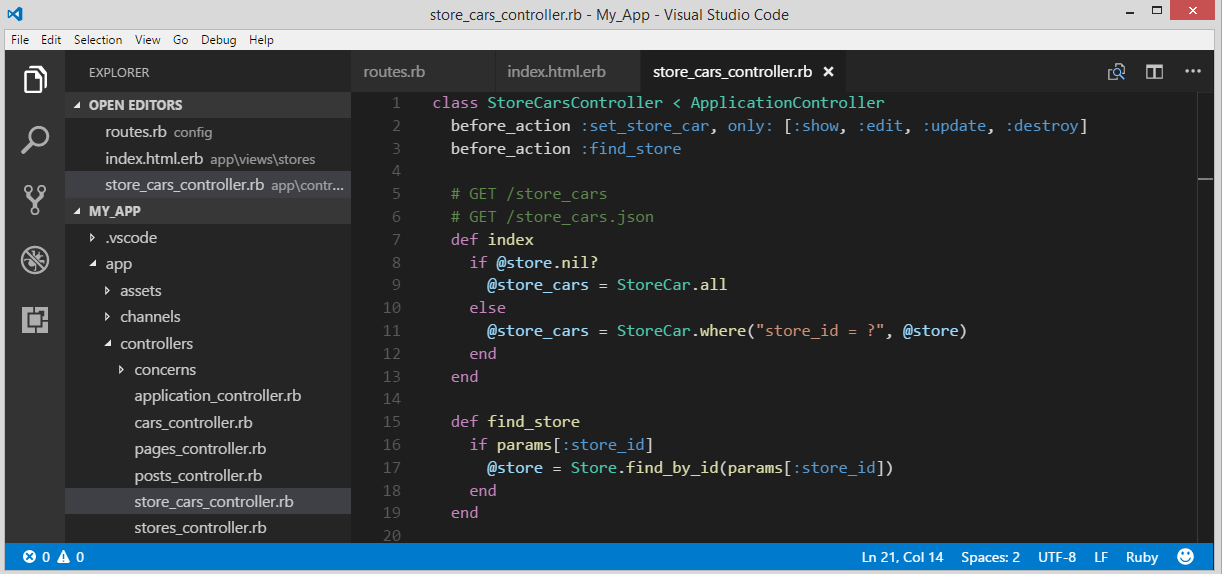 store_cars_controller.rb - My_App - Visual Studio Code
File Edit Selection View Go Debug Help
EXPLORER
OPEN EDITORS
routes.rb config
index.html.erb app\views\stores
store_cars_controller.rb app\contr...
MY_APP
.vscode
app
assets
channels
controllers
concerns
application_controller.rb
cars_controller.rb
pages_controller.rb
posts_controller.rb
store_cars_controller.rb
stores_controller.rb
routes.rb index.html.erb store_cars_controller.rb
1 class StoreCarsController < ApplicationController
2 before_action :set_store_car, only: [:show, :edit, :update, :destroy]
3 before_action :find_store
4
5 # GET /store_cars
6 # GET /store_cars.json
7 def index
8 if @store.nil?
9 @store_cars = StoreCar.all
10 else
11 @store_cars = StoreCar.where("store_id = ?", @store)
12 end
13 end
14
15 def find_store
16 if params[:store_id]
17 @store = Store.find_by_id(params[:store_id])
18 end
19 end
20
0 0 Ln 21, Col 14 Spaces: 2 UTF-8 LF Ruby